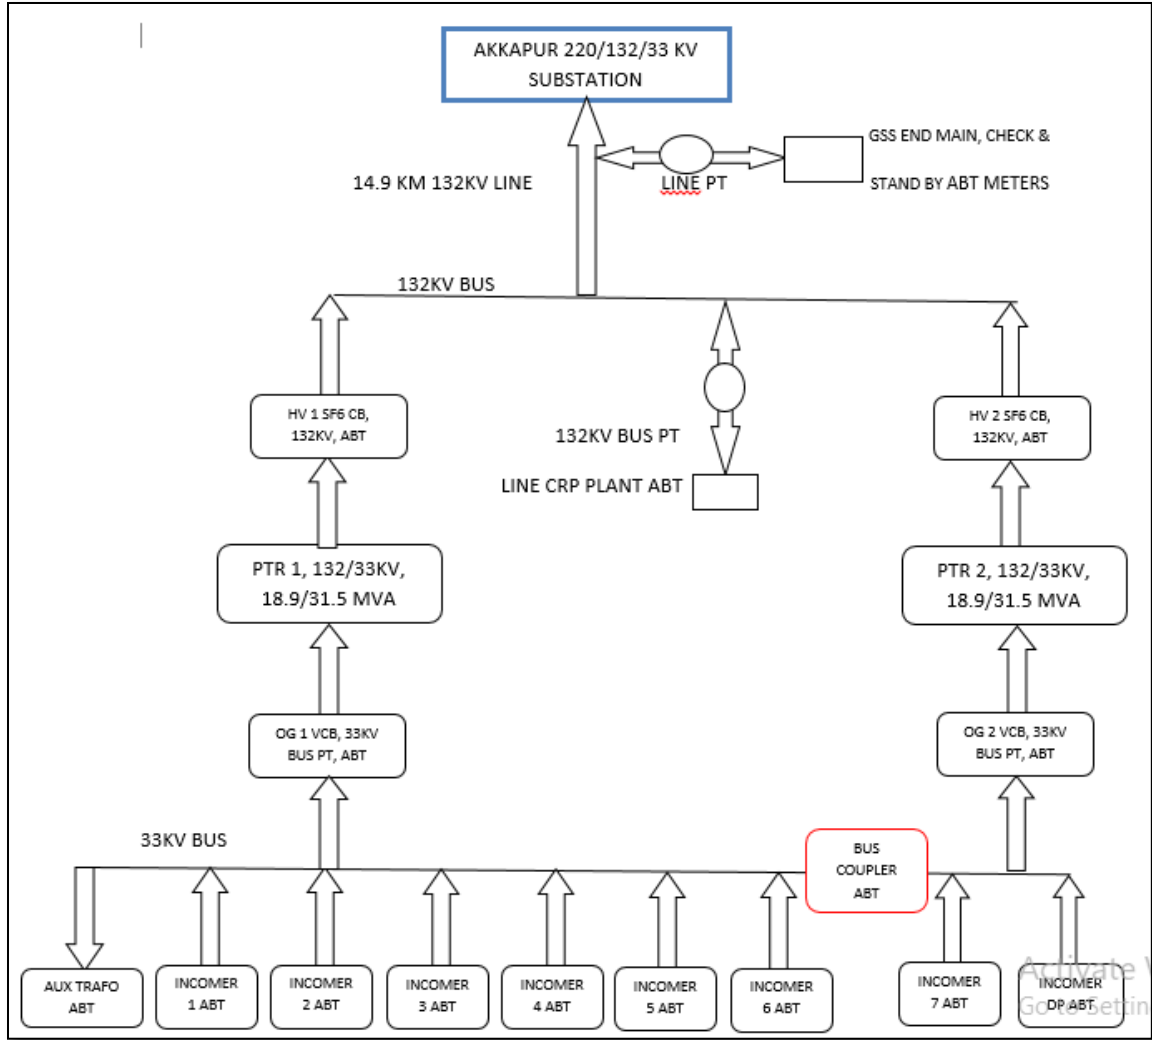 AKKAPUR 220/132/33 KV
SUBSTATION
GSS END MAIN, CHECK &
14.9 KM 132KV LINE
LINE PT
STAND BY ABT METERS
132KV BUS
HV 1 SF6 CB,
132KV, ABT
HV 2 SF6 CB,
132KV, ABT
132KV BUS PT
LINE CRP PLANT ABT
PTR 1, 132/33KV,
18.9/31.5 MVA
PTR 2, 132/33KV,
18.9/31.5 MVA
OG 1 VCB, 33KV
BUS PT, ABT
OG 2 VCB, 33KV
BUS PT, ABT
33KV BUS
BUS
COUPLER
ABT
AUX TRAFO
ABT
INCOMER
1 ABT
INCOMER
2 ABT
INCOMER
3 ABT
INCOMER
4 ABT
INCOMER
5 ABT
INCOMER
6 ABT
INCOMER
7 ABT
INCOMER
DP ABT
Activate
Go to Settin